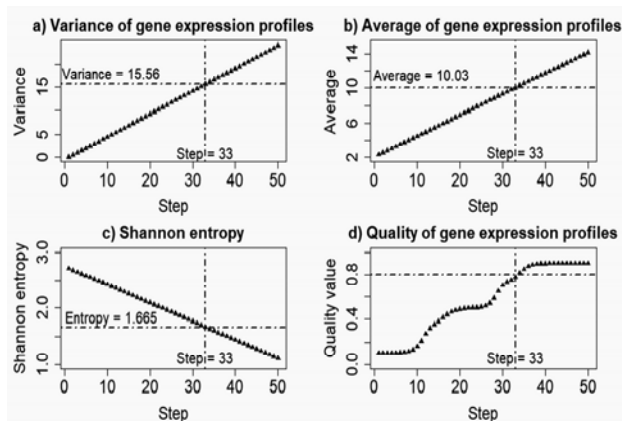 a) Variance of gene expression profiles
Variance
15
5
0
Variance = 15.56
Step = 33
0 10 20 30 40 50
Step
b) Average of gene expression profiles
Average
14
10
6
2
Average = 10.03
Step = 33
0 10 20 30 40 50
Step
c) Shannon entropy
Shannon entropy
3.0
2.0
1.0
Entropy = 1.665
Step = 33
0 10 20 30 40 50
Step
d) Quality of gene expression profiles
Quality value
0.8
0.4
0.0
Step = 33
0 10 20 30 40 50
Step